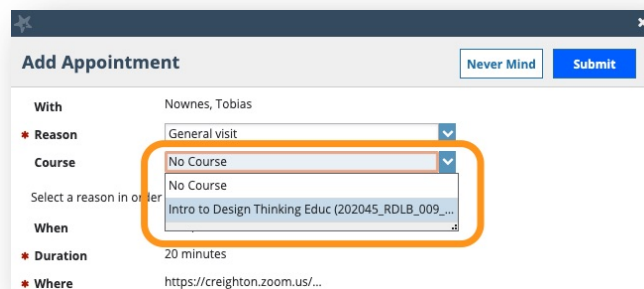 Add Appointment
Never Mind
Submit
With Nownes, Tobias
* Reason General visit
Course No Course
No Course
Select a reason in order
Intro to Design Thinking Educ (202045_RDLB_009_...
When
* Duration 20 minutes
* Where https://creighton.zoom.us/...